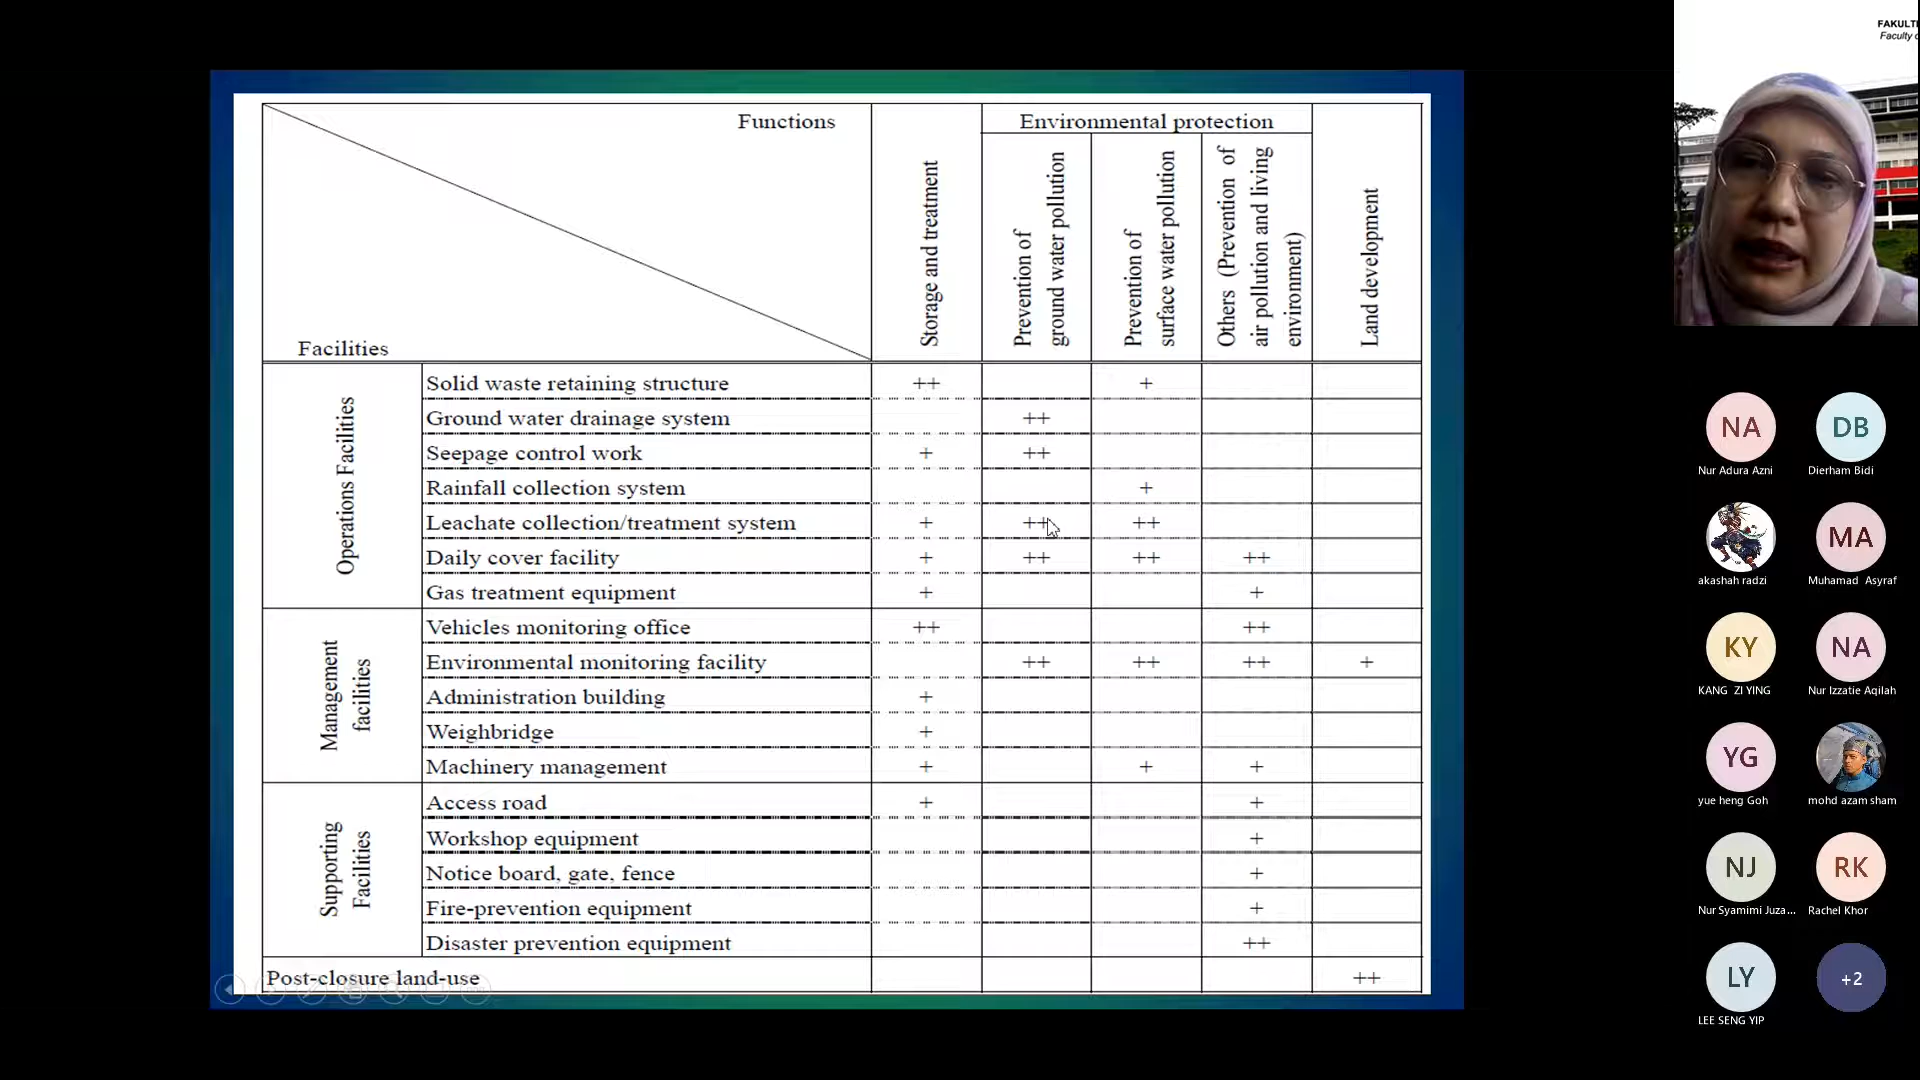 FAKULTI
Faculty o
Functions
Facilities
Storage and treatment
Environmental protection
Prevention of
ground water pollution
Prevention of
surface water pollution
Others (Prevention of
air pollution and living
environment)
Land development
Operations Facilities
Solid waste retaining structure ++ +
Ground water drainage system ++
Seepage control work + ++
Rainfall collection system +
Leachate collection/treatment system + ++ ++
Daily cover facility + ++ ++ ++
Gas treatment equipment + +
Management
facilities
Vehicles monitoring office ++ ++
Environmental monitoring facility ++ ++ ++ +
Administration building +
Weighbridge +
Machinery management + + +
Supporting
Facilities
Access road + +
Workshop equipment +
Notice board, gate, fence +
Fire-prevention equipment +
Disaster prevention equipment ++
Post-closure land-use ++
NA
Nur Adura Azni
DB
Dierham Bidi
akashah radzi
MA
Muhamad Asyraf
KY
KANG ZI YING
NA
Nur Izzatie Aqilah
YG
yue heng Goh
mohd azam sham
NJ
Nur Syamimi Juza...
RK
Rachel Khor
LY
LEE SENG YIP
+2